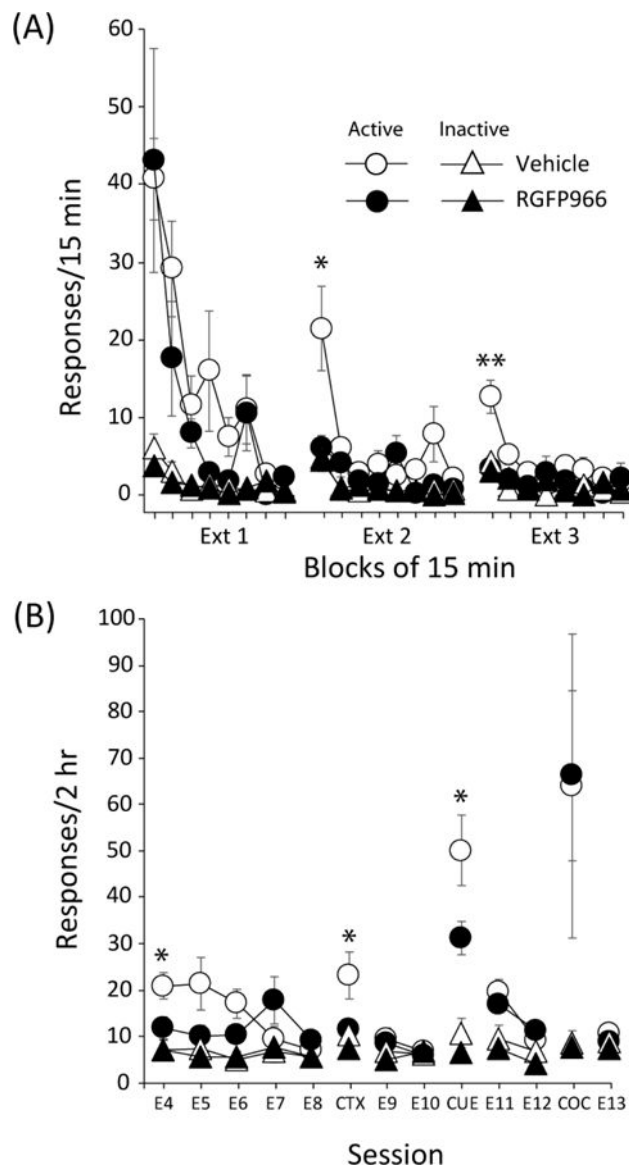 (A)
60
50
40
30
20
10
0
Responses/15 min
Active Inactive
Vehicle
RGFP966
*
**
Ext 1 Ext 2 Ext 3
Blocks of 15 min
(B)
100
90
80
70
60
50
40
30
20
10
0
Responses/2 hr
*
*
*
E4 E5 E6 E7 E8 CTX E9 E10 CUE E11 E12 COC E13
Session